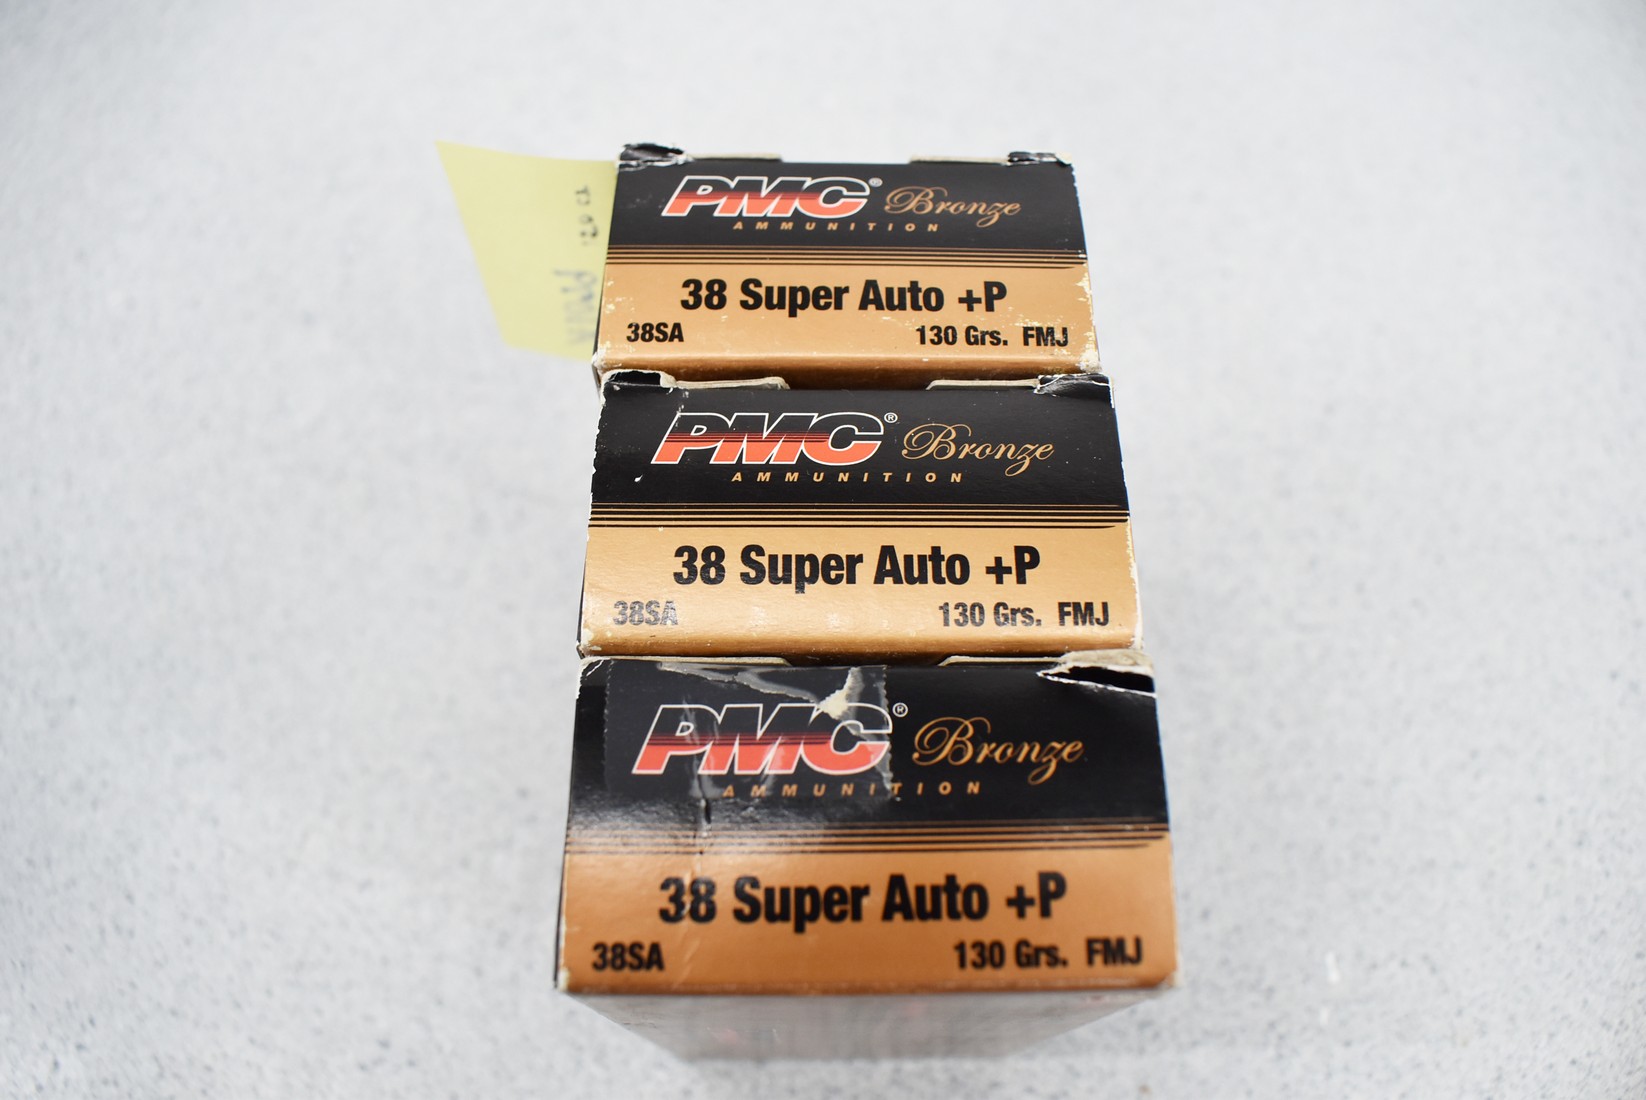 PMC® Bronze
AMMUNITION
38 Super Auto +P
38SA 130 Grs. FMJ
PMC® Bronze
AMMUNITION
38 Super Auto +P
38SA 130 Grs. FMJ
PMC® Bronze
AMMUNITION
38 Super Auto +P
38SA 130 Grs. FMJ